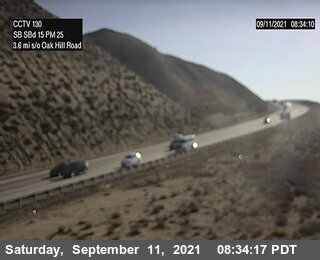 CCTV 130
SB SBd 15 PM 25
3.6 mi s/o Oak Hill Road
09/11/2021 08:34:10
Saturday, September 11, 2021 08:34:17 PDT